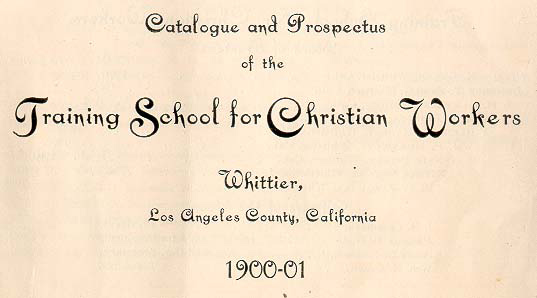 Catalogue and Prospectus
of the
Training School for Christian Workers
Whittier,
Los Angeles County, California
1900-01